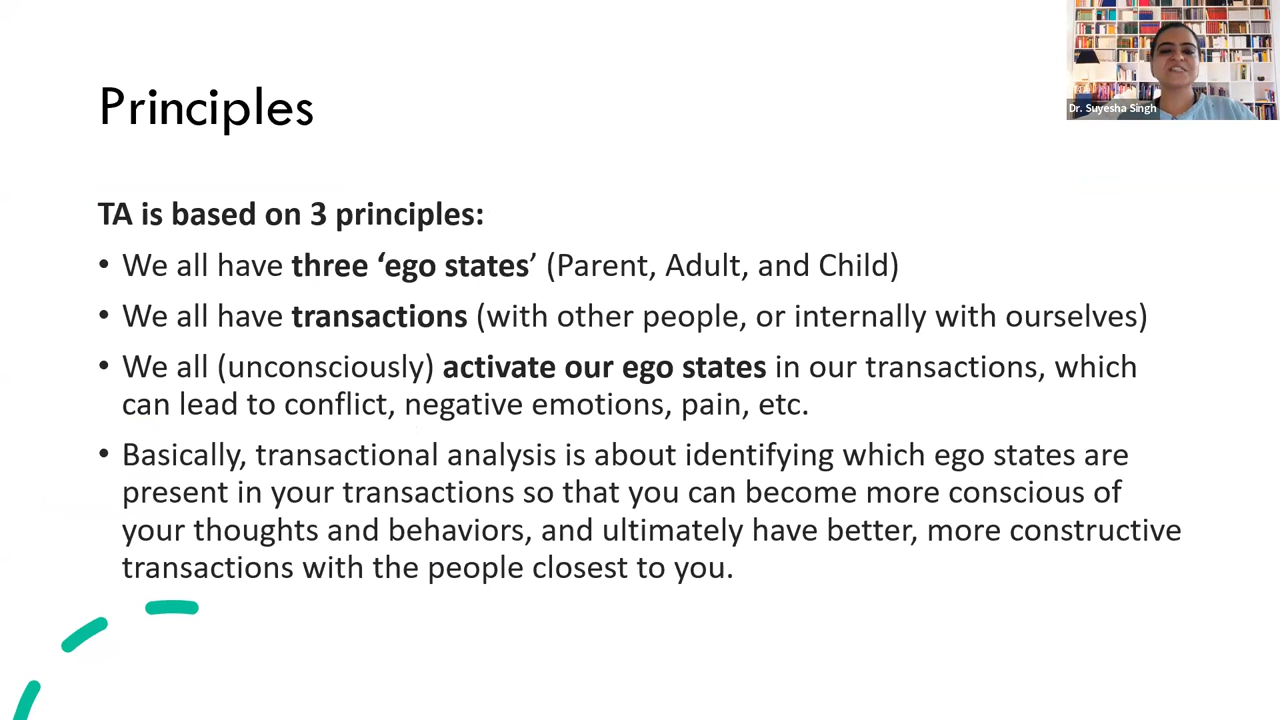 Principles
Dr. Suyesha Singh
TA is based on 3 principles:
• We all have three ‘ego states’ (Parent, Adult, and Child)
• We all have transactions (with other people, or internally with ourselves)
• We all (unconsciously) activate our ego states in our transactions, which
can lead to conflict, negative emotions, pain, etc.
• Basically, transactional analysis is about identifying which ego states are
present in your transactions so that you can become more conscious of
your thoughts and behaviors, and ultimately have better, more constructive
transactions with the people closest to you.